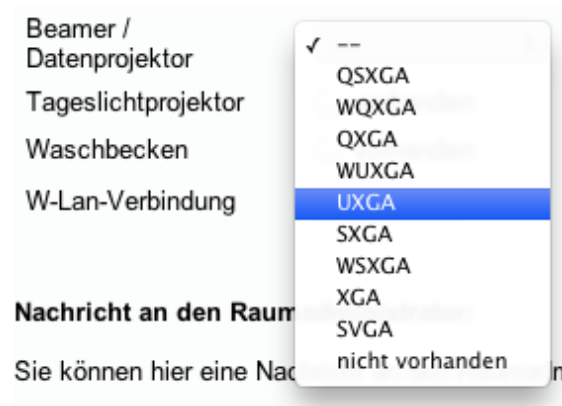 Beamer /
Datenprojektor
Tageslichtprojektor
Waschbecken
W-Lan-Verbindung
✓ --
QSXGA
WQXGA
QXGA
WUXGA
UXGA
SXGA
WSXGA
XGA
SVGA
nicht vorhanden
Nachricht an den Raum
Sie können hier eine Nac